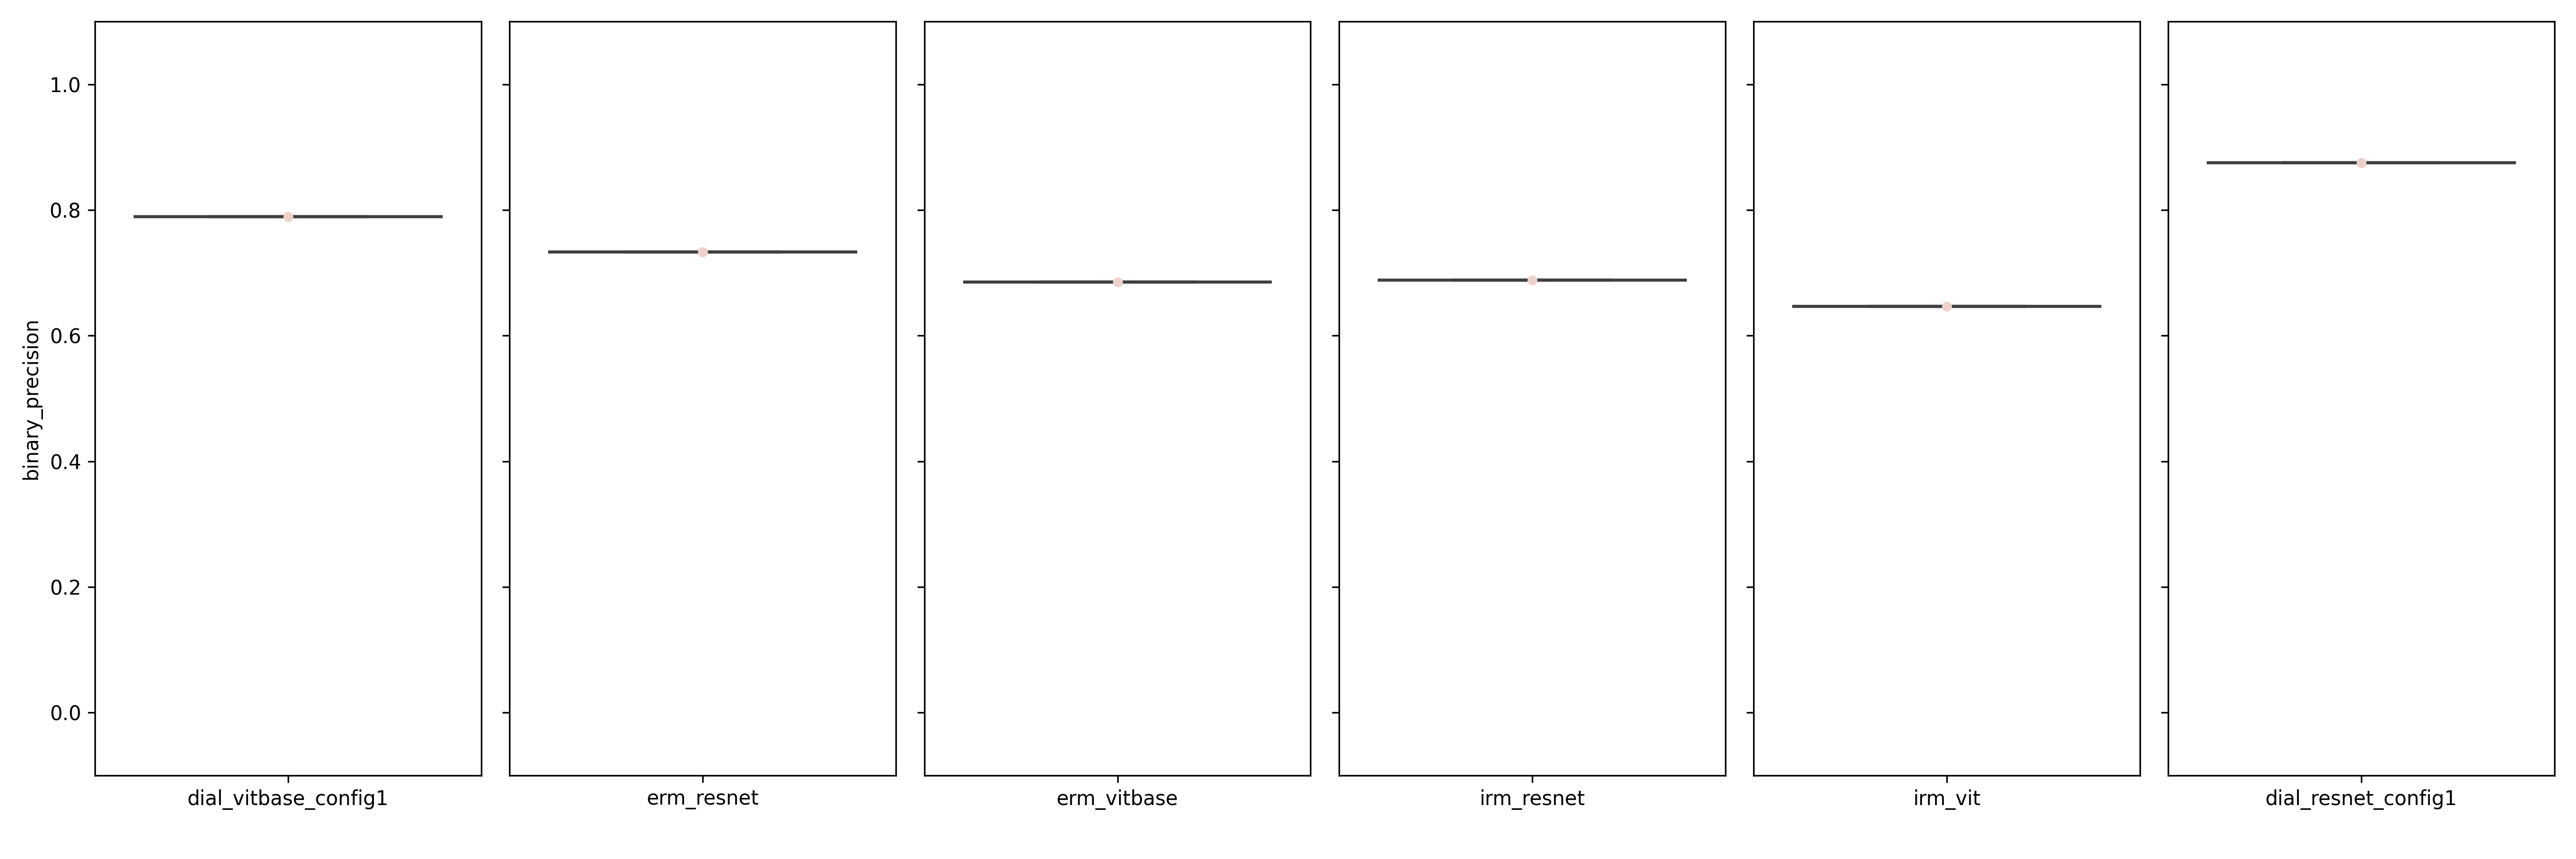 binary_precision
1.0
0.8
0.6
0.4
0.2
0.0
dial_vitbase_config1
erm_resnet
erm_vitbase
irm_resnet
irm_vit
dial_resnet_config1